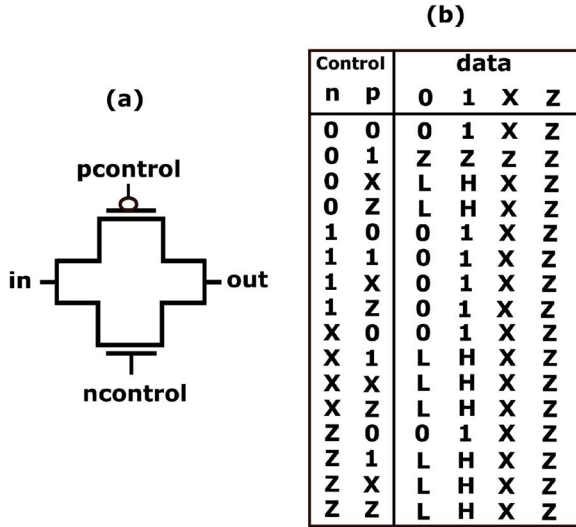 (a)
pcontrol
in
out
ncontrol
(b)
Control data
n p 0 1 X Z
0 0 0 1 X Z
0 1 Z Z Z Z
0 X L H X Z
0 Z L H X Z
1 0 0 1 X Z
1 1 0 1 X Z
1 X 0 1 X Z
1 Z 0 1 X Z
X 0 0 1 X Z
X 1 L H X Z
X X L H X Z
X Z L H X Z
Z 0 0 1 X Z
Z 1 L H X Z
Z X L H X Z
Z Z L H X Z